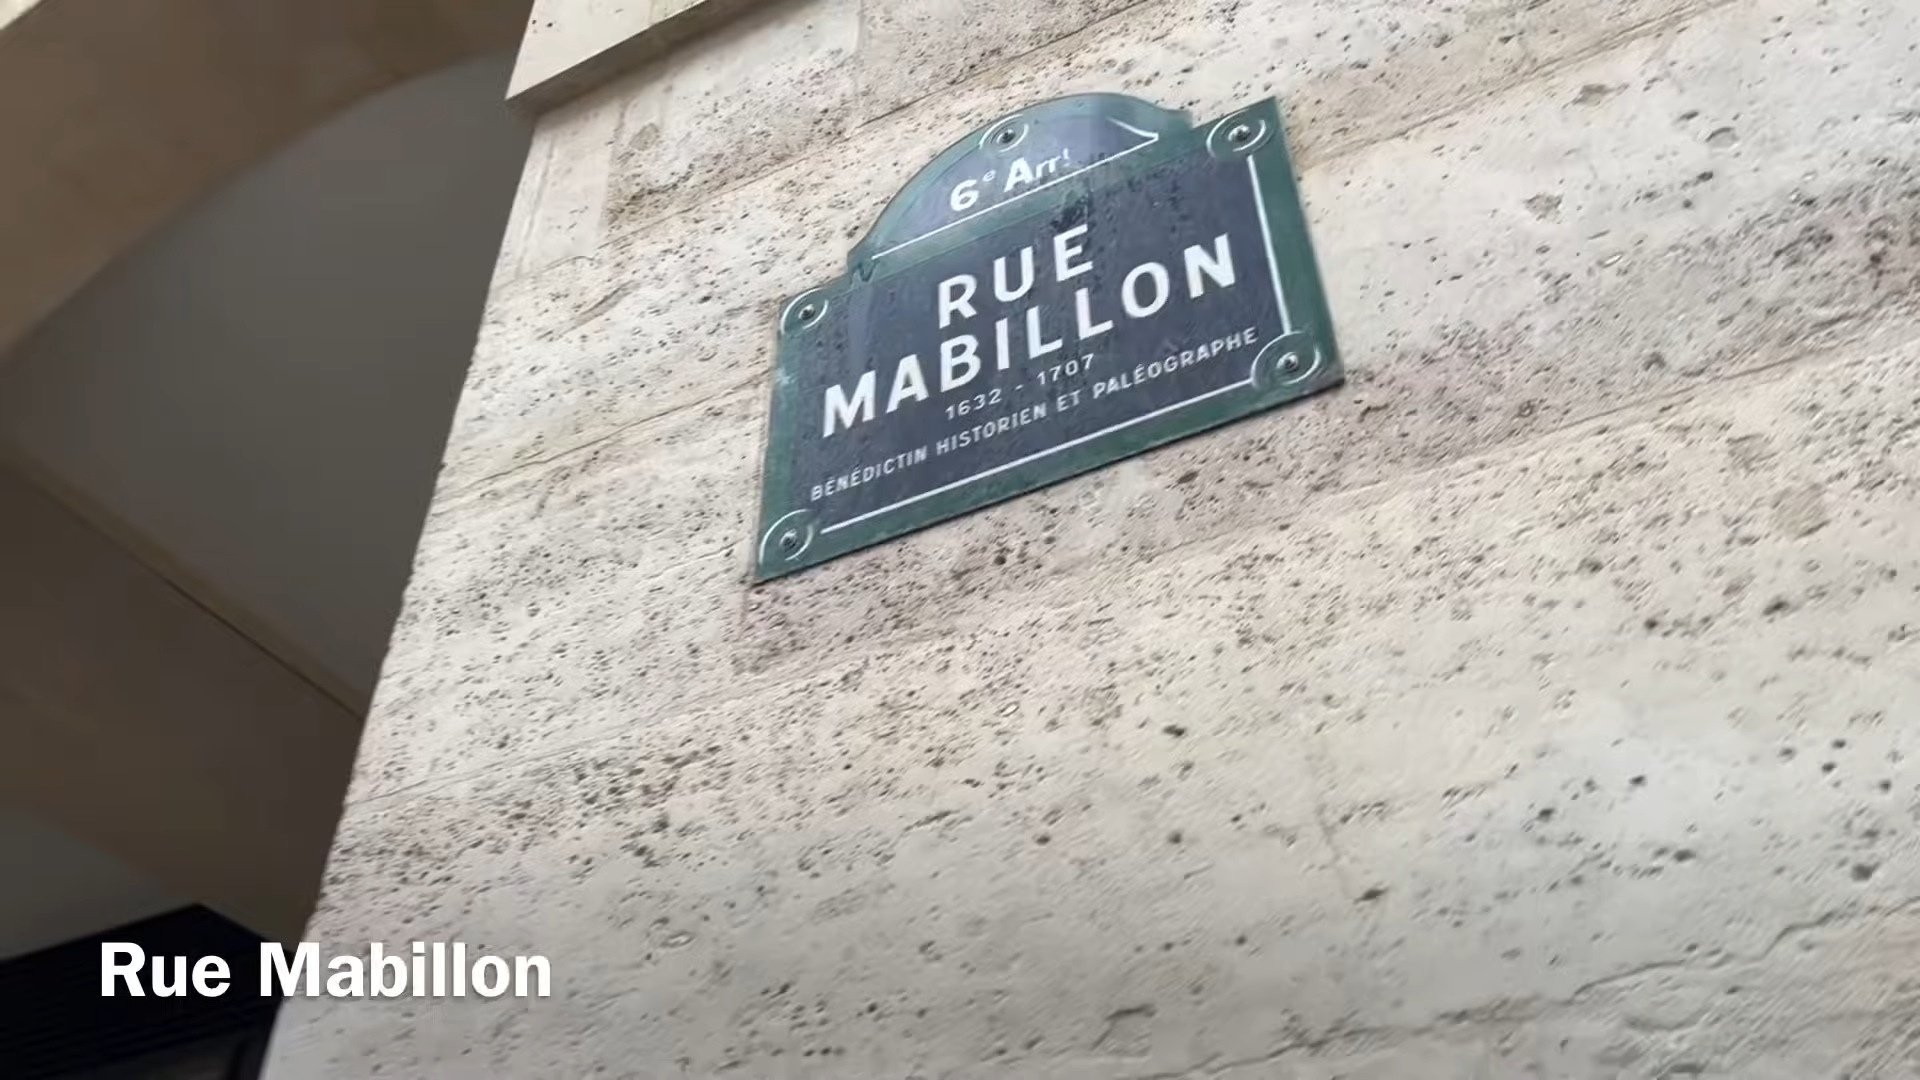 6e Arrt
RUE
MABILLON
1632 - 1707
BÉNÉDICTIN HISTORIEN ET PALÉOGRAPHE
Rue Mabillon